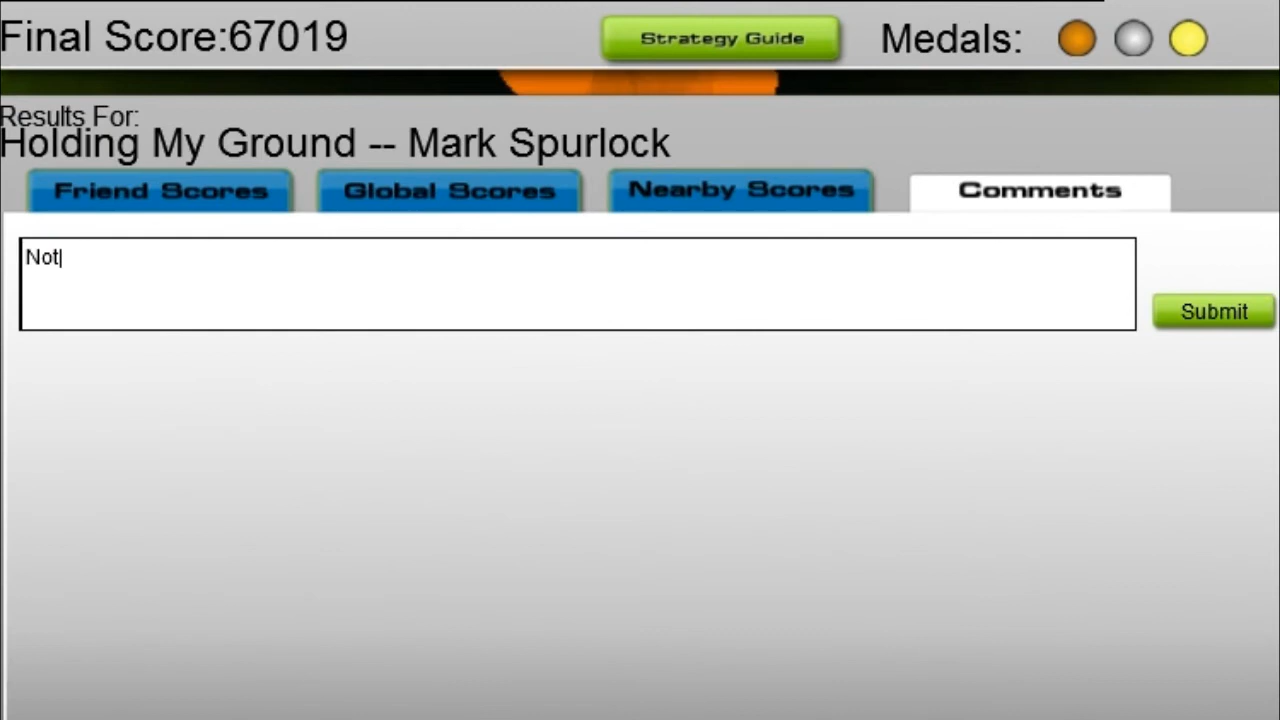 Final Score:67019
Strategy Guide
Medals:
Results For:
Holding My Ground -- Mark Spurlock
Friend Scores
Global Scores
Nearby Scores
Comments
Not
Submit